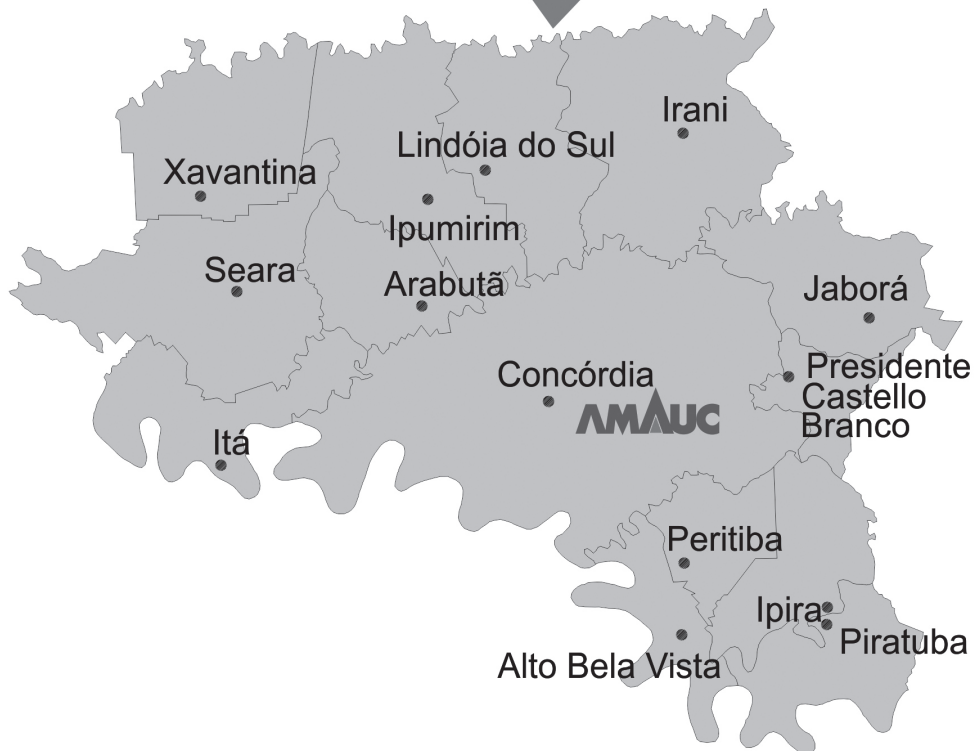 Irani
Lindóia do Sul
Xavantina
Ipumirim
Seara
Arabutã
Jaborá
Presidente
Castello
Branco
Concórdia
AMAUC
Itá
Peritiba
Ipira
Piratuba
Alto Bela Vista